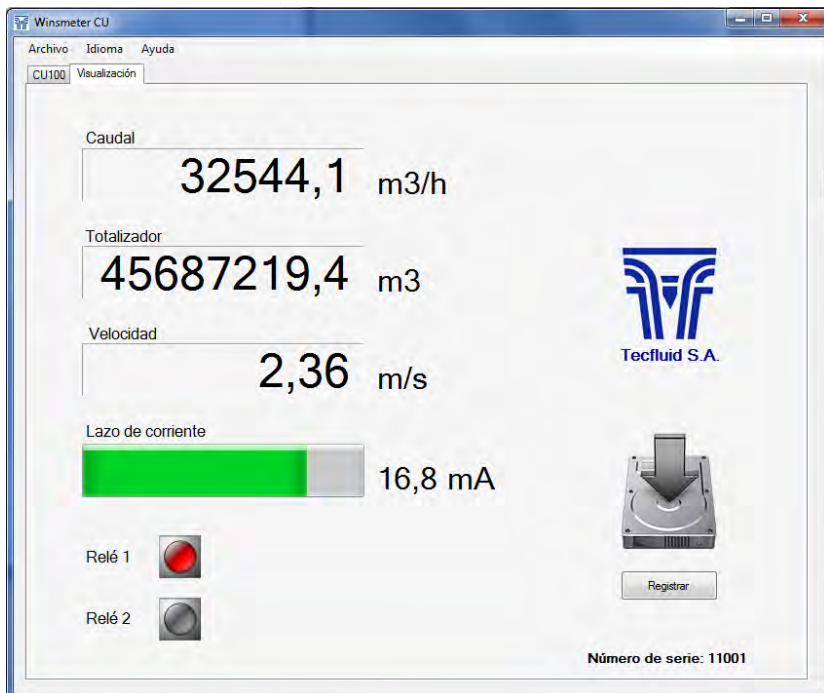 Winsmeter CU
Archivo Idioma Ayuda
CU100 Visualización
Caudal
32544,1 m3/h
Totalizador
45687219,4 m3
Velocidad
2,36 m/s
Tecfluid S.A.
Lazo de corriente
16,8 mA
Relé 1
Registrar
Relé 2
Número de serie: 11001